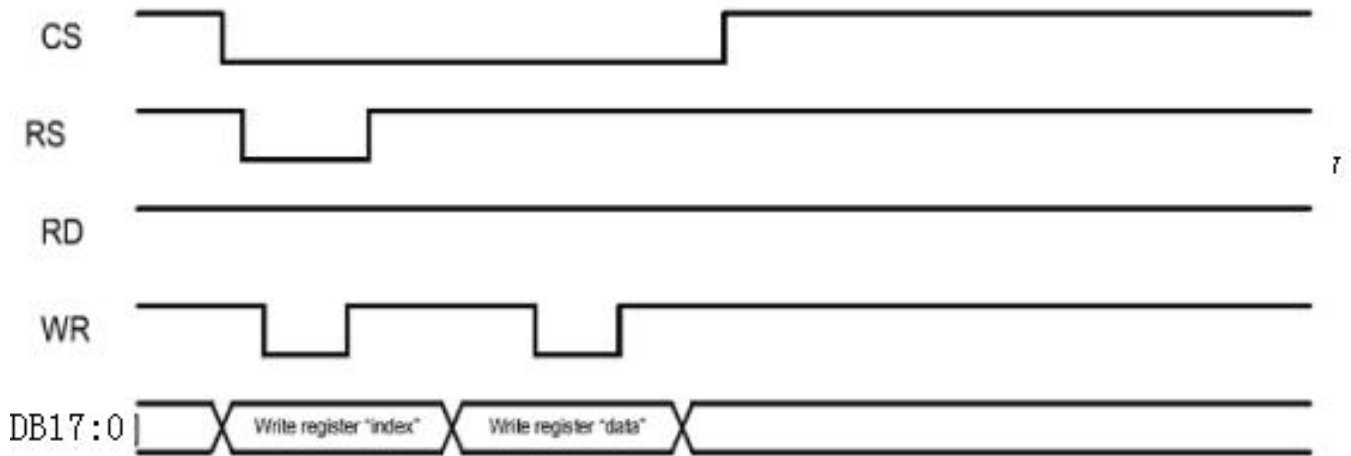 CS
RS
RD
WR
DB17:0
Write register "index"
Write register "data"